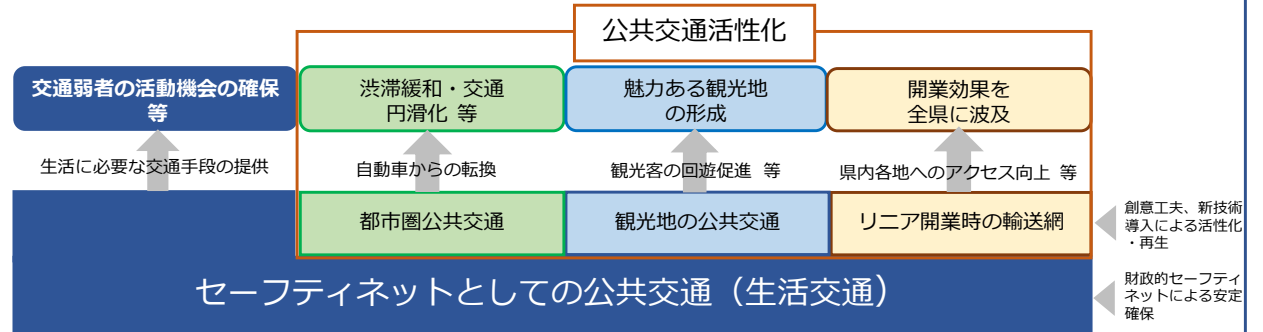 公共交通活性化
交通弱者の活動機会の確保
等
渋滞緩和・交通
円滑化 等
魅力ある観光地
の形成
開業効果を
全県に波及
生活に必要な交通手段の提供
自動車からの転換
観光客の回遊促進 等
県内各地へのアクセス向上 等
都市圏公共交通
観光地の公共交通
リニア開業時の輸送網
創意工夫、新技術
導入による活性化
・再生
セーフティネットとしての公共交通（生活交通）
財政的セーフティ
ネットによる安定
確保